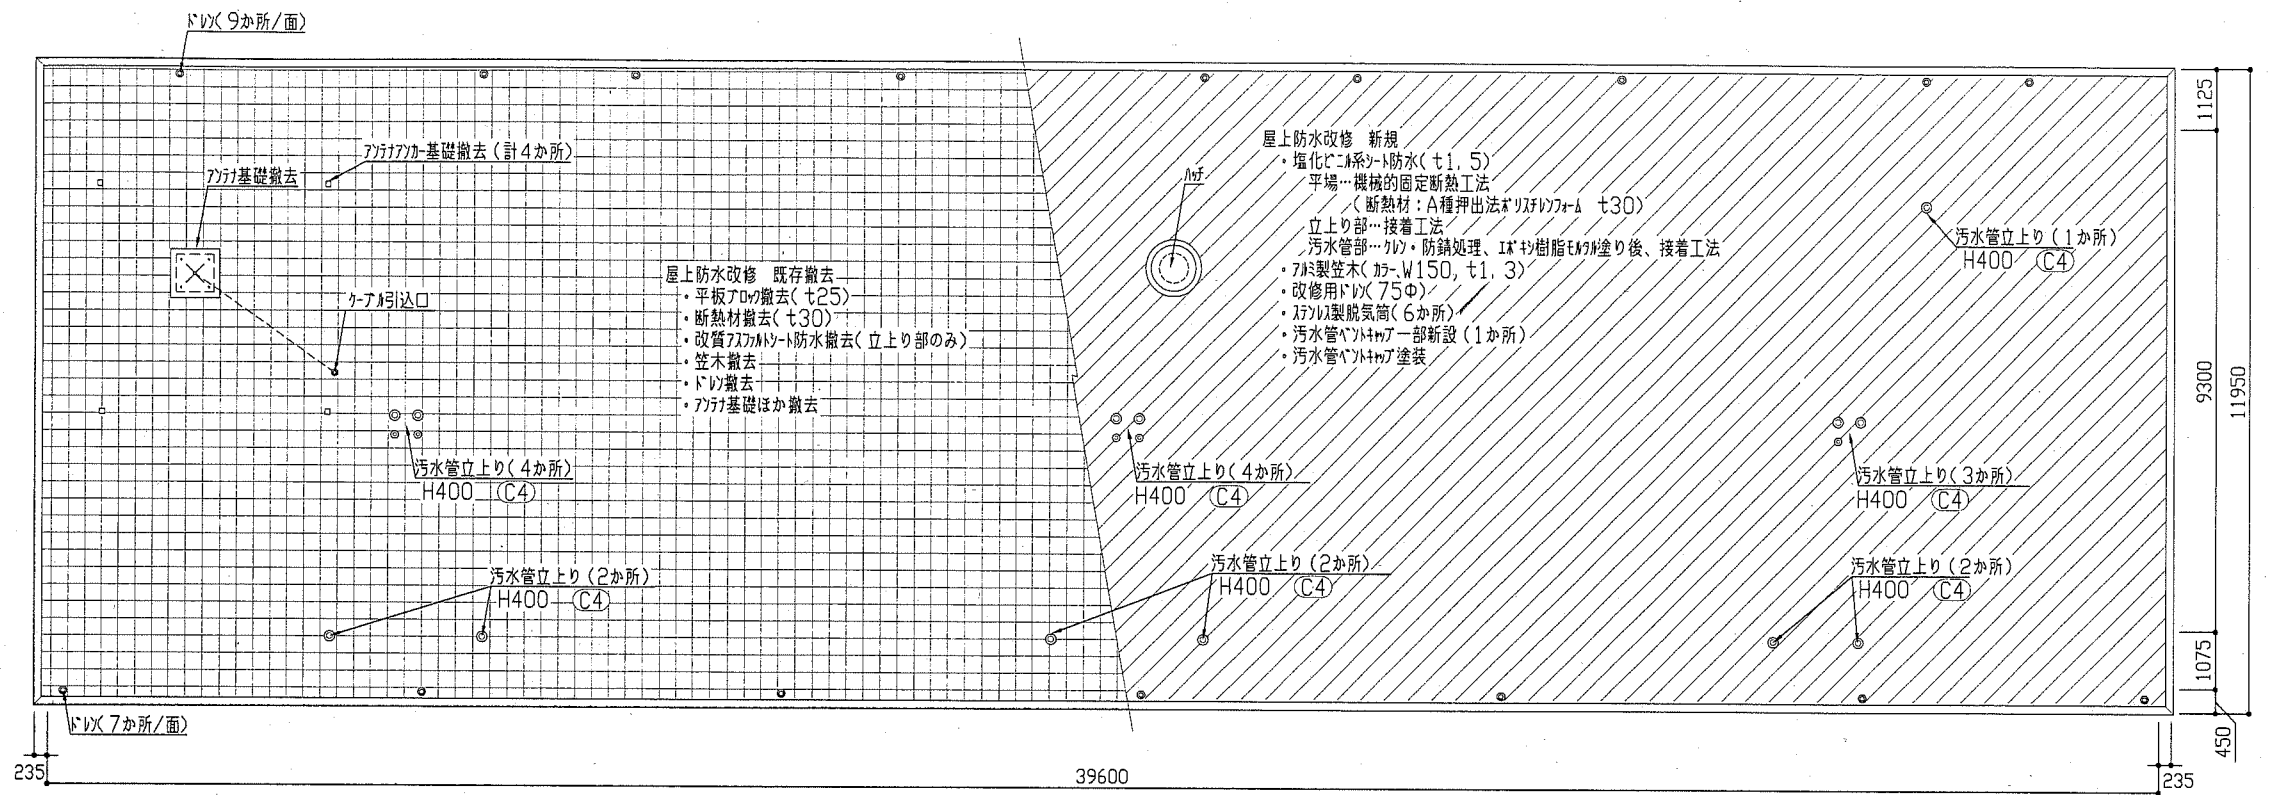 ドレン(9か所/面)
アンテナアンカー基礎撤去(計4か所)
アンテナ基礎撤去
ケーブル引込口
屋上防水改修 既存撤去
・平板ブロック撤去(t25)
・断熱材撤去(t30)
・改質アスファルトシート防水撤去(立上り部のみ)
・笠木撤去
・ドレン撤去
・アンテナ基礎ほか撤去
汚水管立上り(4か所)
H400 C4
汚水管立上り(2か所)
H400 C4
ドレン(7か所/面)
屋上防水改修 新規
・塩化ビニル系シート防水(t1.5)
平場…機械的固定断熱工法
(断熱材:A種押出法ポリスチレンフォーム t30)
立上り部…接着工法
汚水管部…ケレン・防錆処理、エポキシ樹脂モルタル塗り後、接着工法
・アルミ製笠木(カラー、W150,t1.3)
・改修用ドレン(75Φ)
・ステンレス製脱気筒(6か所)
・汚水管ベントキャップ一部新設(1か所)
・汚水管ベントキャップ塗装
ハッチ
汚水管立上り(1か所)
H400 C4
汚水管立上り(4か所)
H400 C4
汚水管立上り(3か所)
H400 C4
汚水管立上り(2か所)
H400 C4
汚水管立上り(2か所)
H400 C4
1125
9300
11950
1075
450
235
39600
235